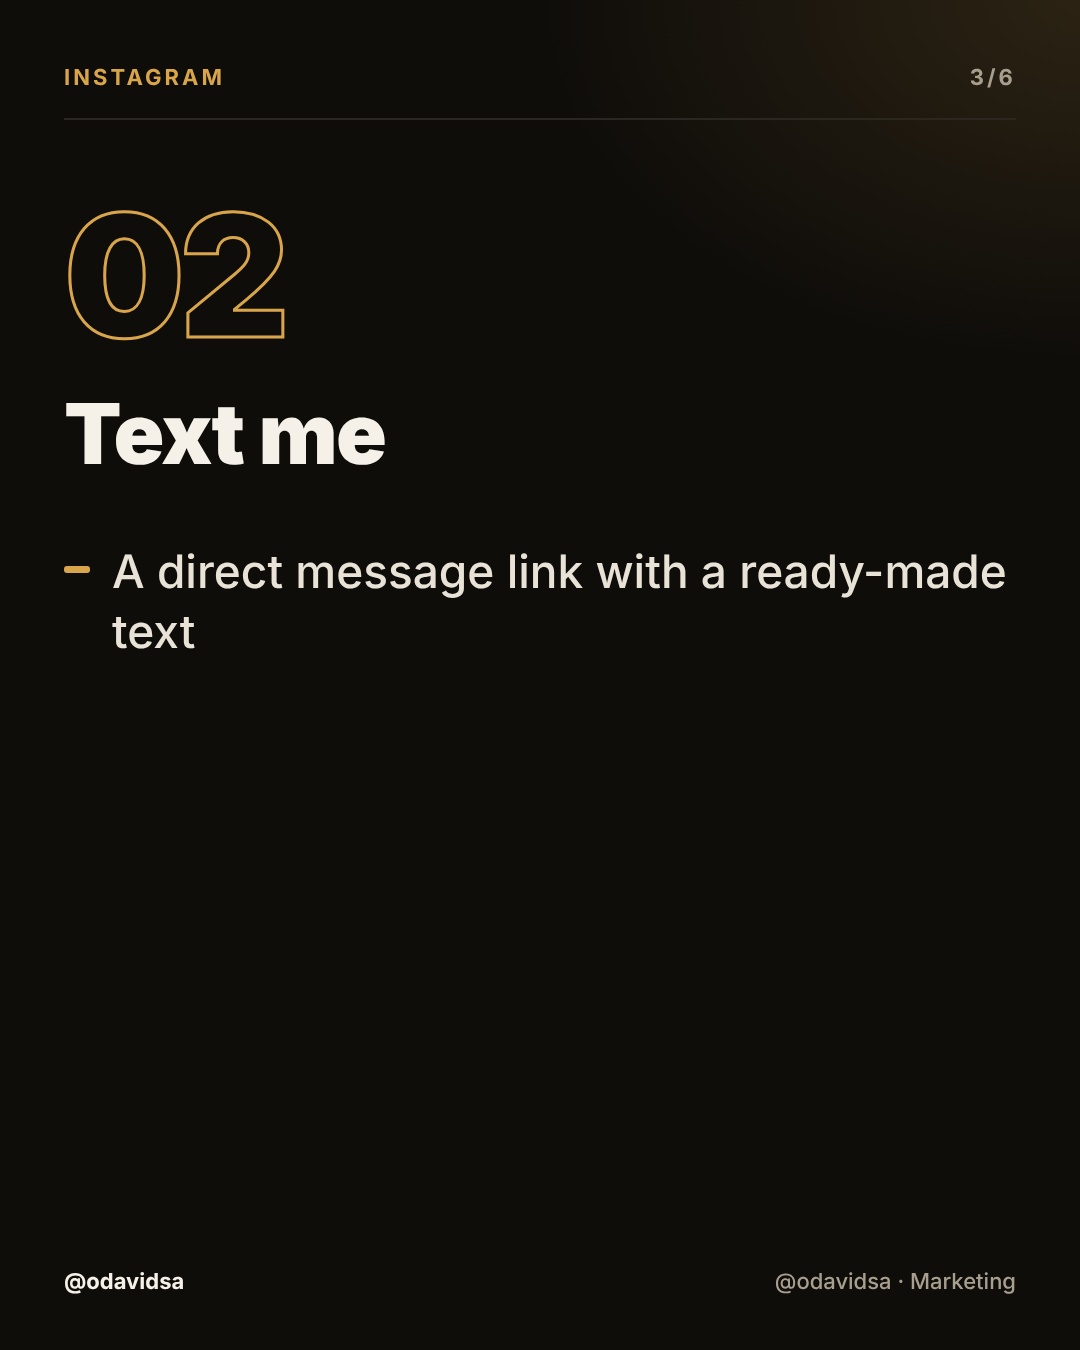 INSTAGRAM
3/6
02
Text me
A direct message link with a ready-made
text
@odavidsa
@odavidsa · Marketing